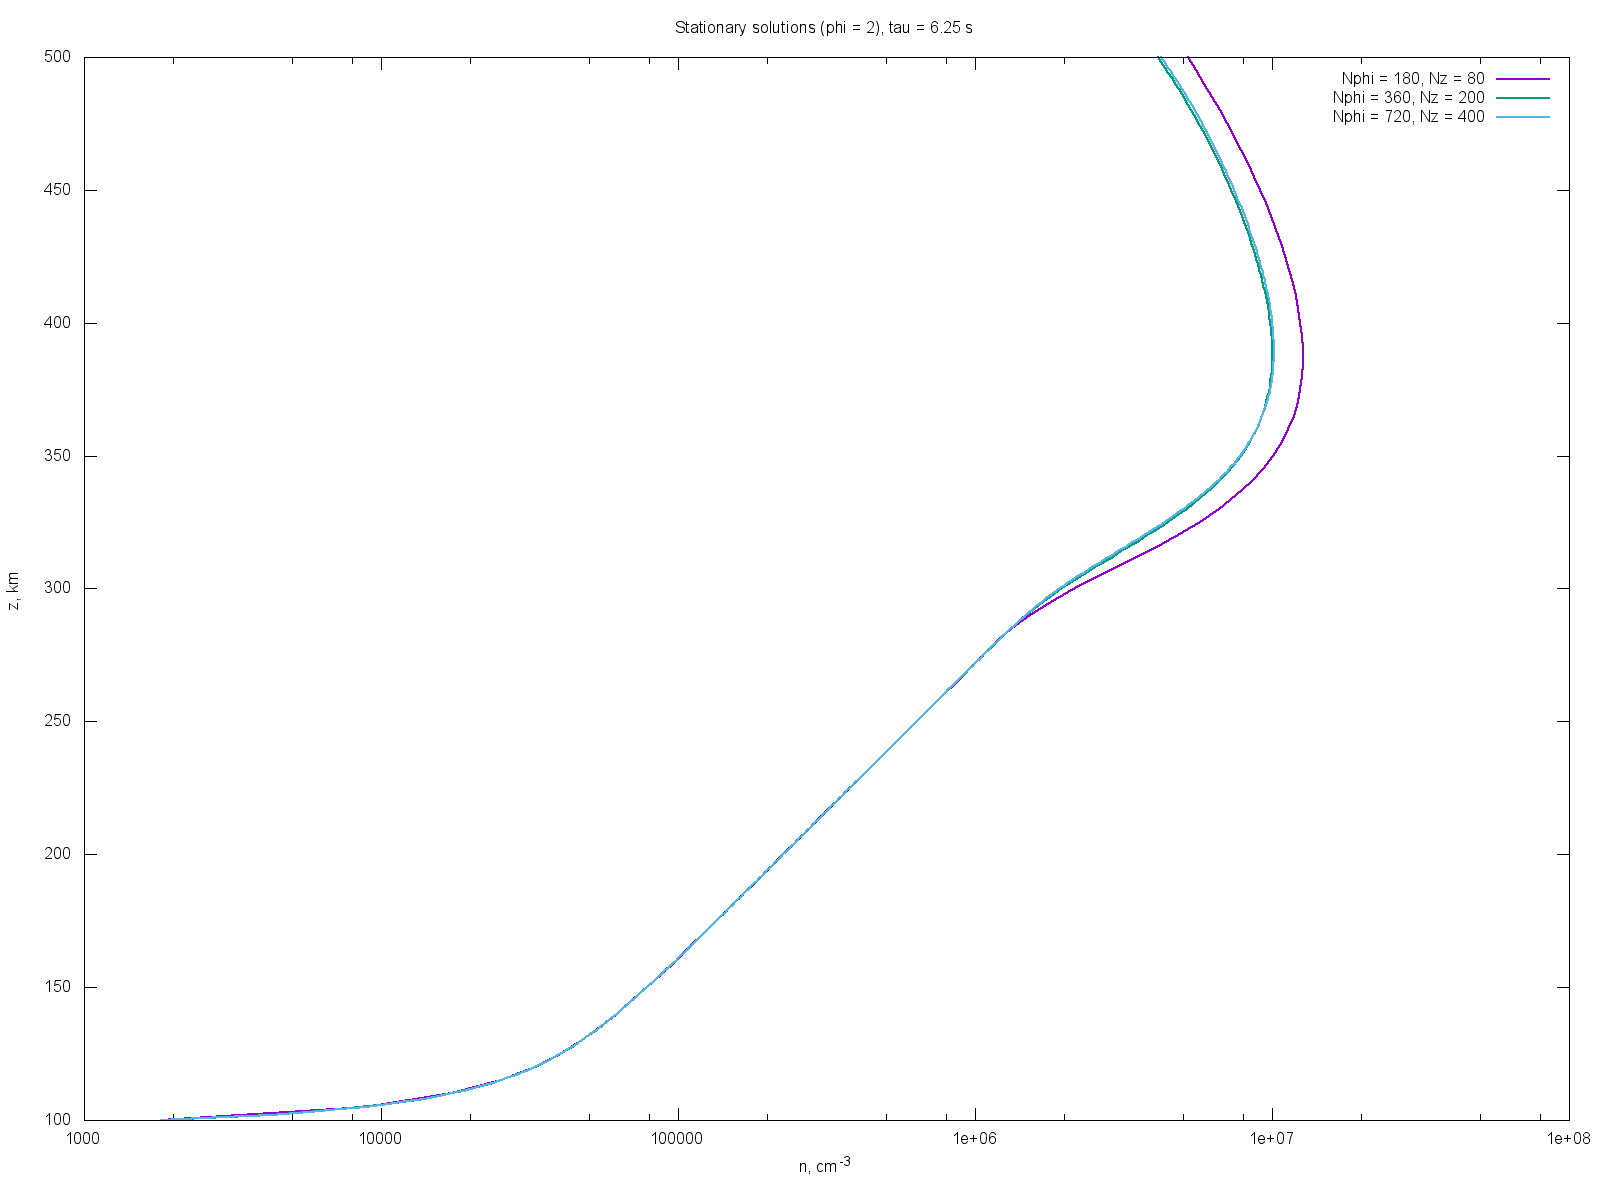 Stationary solutions (phi = 2), tau = 6.25 s
Nphi = 180, Nz = 80
Nphi = 360, Nz = 200
Nphi = 720, Nz = 400
500
450
400
350
300
250
200
150
100
z, km
1000
10000
100000
1e+06
1e+07
1e+08
n, cm-3